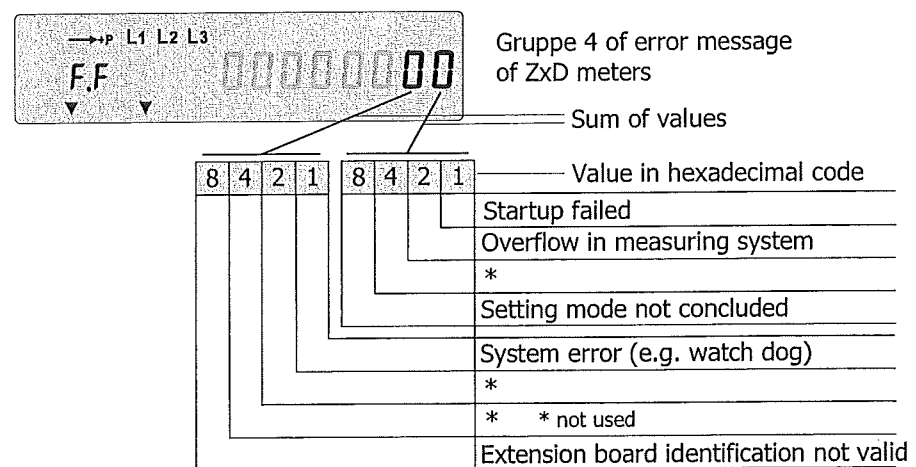 →+P L1 L2 L3
F.F 00000000
Gruppe 4 of error message
of ZxD meters
Sum of values
8 4 2 1 8 4 2 1 Value in hexadecimal code
Startup failed
Overflow in measuring system
*
Setting mode not concluded
System error (e.g. watch dog)
*
* * not used
Extension board identification not valid